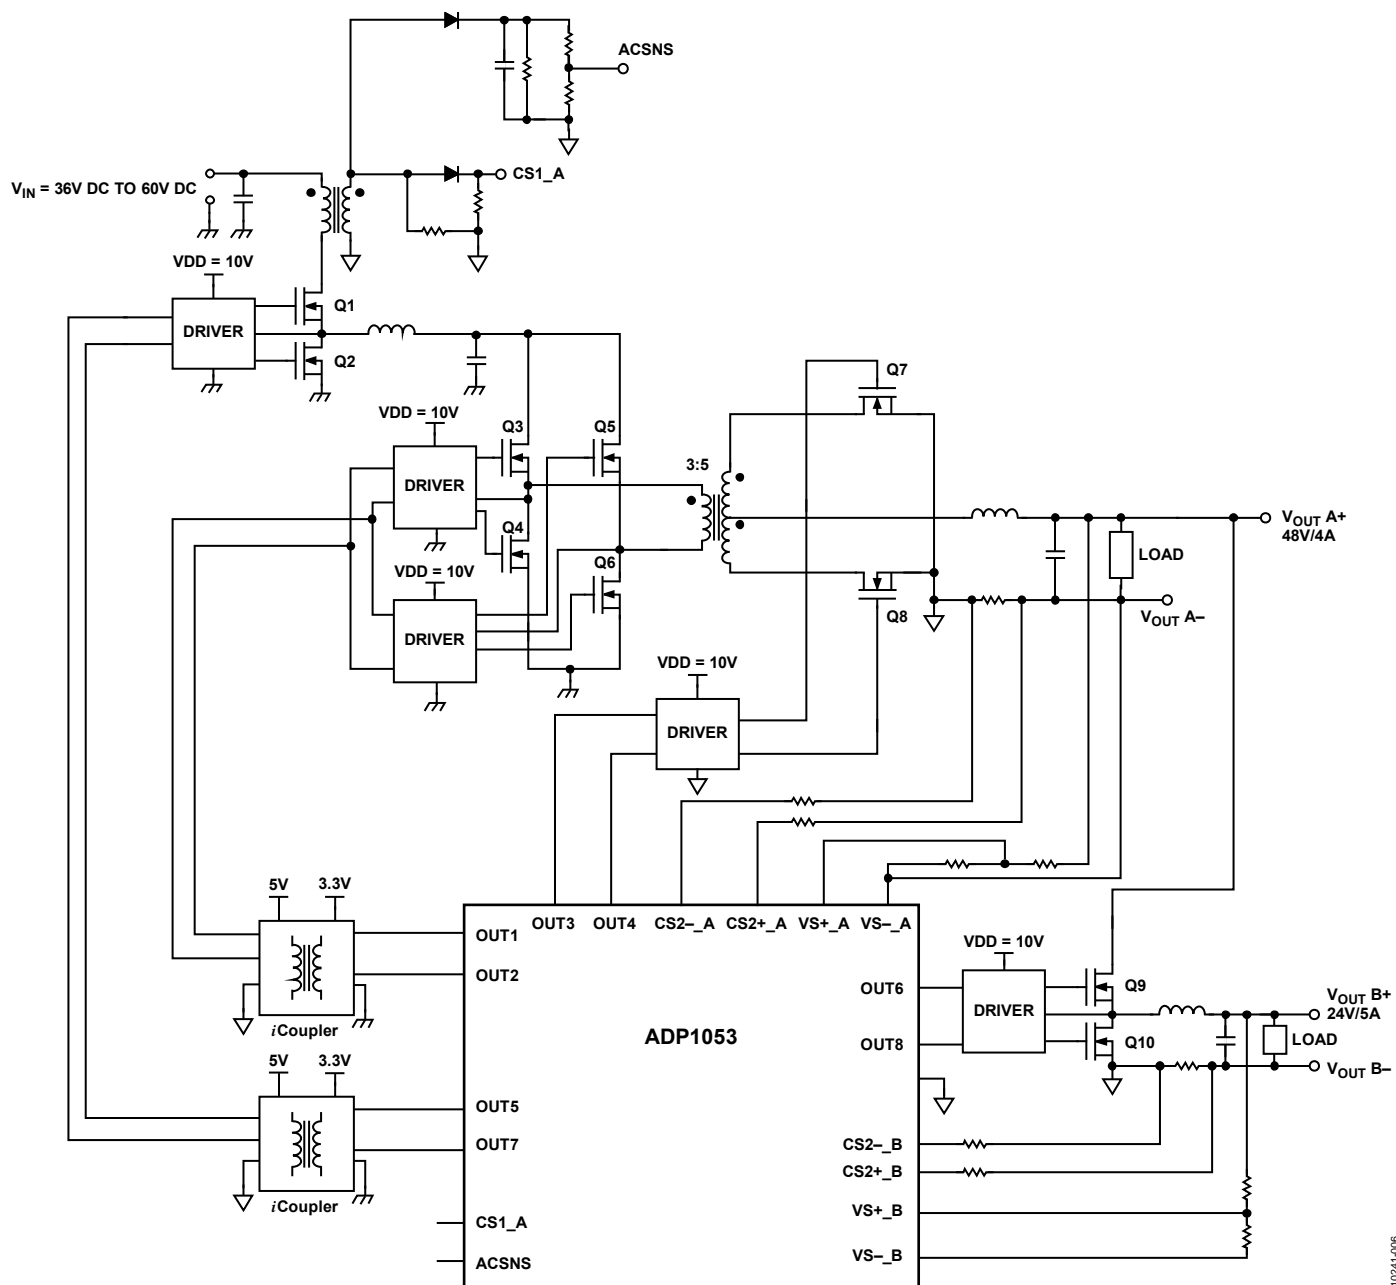 ACSNS
V_IN = 36V DC TO 60V DC
CS1_A
VDD = 10V
DRIVER
Q1
Q2
Q7
VDD = 10V
Q3
Q5
DRIVER
3:5
Q4
V_OUT A+
48V/4A
LOAD
VDD = 10V
Q6
DRIVER
Q8
V_OUT A–
VDD = 10V
DRIVER
5V
3.3V
iCoupler
OUT3
OUT4
CS2–_A
CS2+_A
VS+_A
VS–_A
OUT1
OUT2
ADP1053
OUT6
OUT8
VDD = 10V
DRIVER
Q9
Q10
V_OUT B+
24V/5A
LOAD
V_OUT B–
5V
3.3V
iCoupler
OUT5
OUT7
CS1_A
ACSNS
CS2–_B
CS2+_B
VS+_B
VS–_B
10241-006